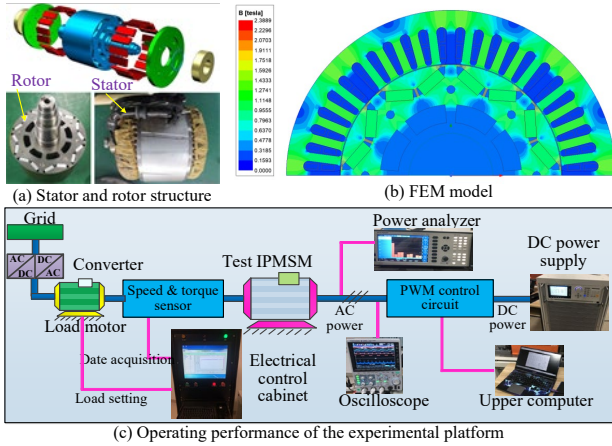 Rotor
Stator
(a) Stator and rotor structure
B [tesla]
2.3889
2.2296
2.0703
1.9111
1.7518
1.5926
1.4333
1.2741
1.1148
0.9555
0.7963
0.6370
0.4778
0.3185
0.1593
0.0000
(b) FEM model
Grid
AC
DC
DC
AC
Converter
Load motor
Speed & torque
sensor
Test IPMSM
Power analyzer
AC
power
PWM control
circuit
DC
power
DC power
supply
Date acquisition
Load setting
Electrical
control
cabinet
Oscilloscope
Upper computer
(c) Operating performance of the experimental platform